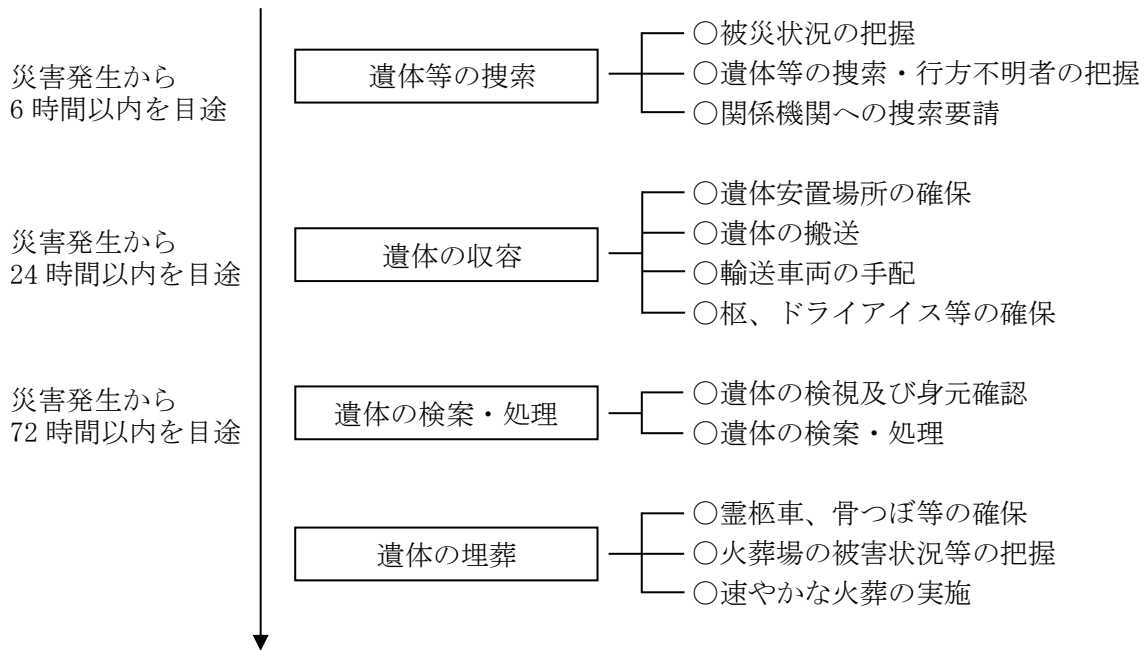 災害発生から
6 時間以内を目途
遺体等の捜索
○被災状況の把握
○遺体等の捜索・行方不明者の把握
○関係機関への捜索要請
災害発生から
24 時間以内を目途
遺体の収容
○遺体安置場所の確保
○遺体の搬送
○輸送車両の手配
○枢、ドライアイス等の確保
災害発生から
72 時間以内を目途
遺体の検案・処理
○遺体の検視及び身元確認
○遺体の検案・処理
遺体の埋葬
○霊柩車、骨つぼ等の確保
○火葬場の被害状況等の把握
○速やかな火葬の実施